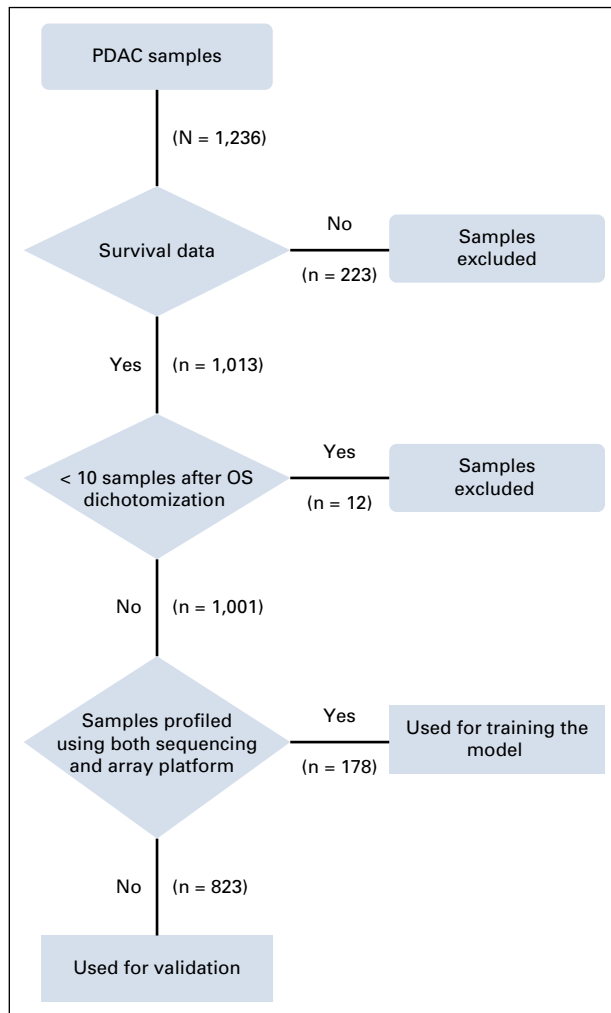 PDAC samples
(N = 1,236)
Survival data
No
(n = 223)
Samples
excluded
Yes
(n = 1,013)
< 10 samples after OS
dichotomization
Yes
(n = 12)
Samples
excluded
No
(n = 1,001)
Samples profiled
using both sequencing
and array platform
Yes
(n = 178)
Used for training the
model
No
(n = 823)
Used for validation